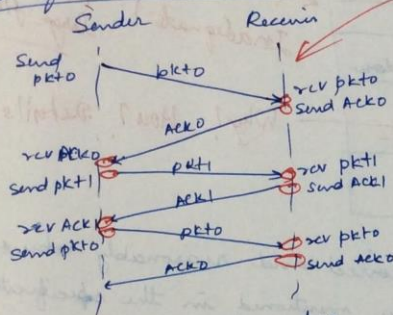 Sender Receiver
send pkt0
pkt0
rcv pkt0
send ACK0
ACK0
rcv ACK0
send pkt1
pkt1
rcv pkt1
send ACK1
ACK1
rcv ACK1
send pkt0
pkt0
rcv pkt0
send ACK0
ACK0